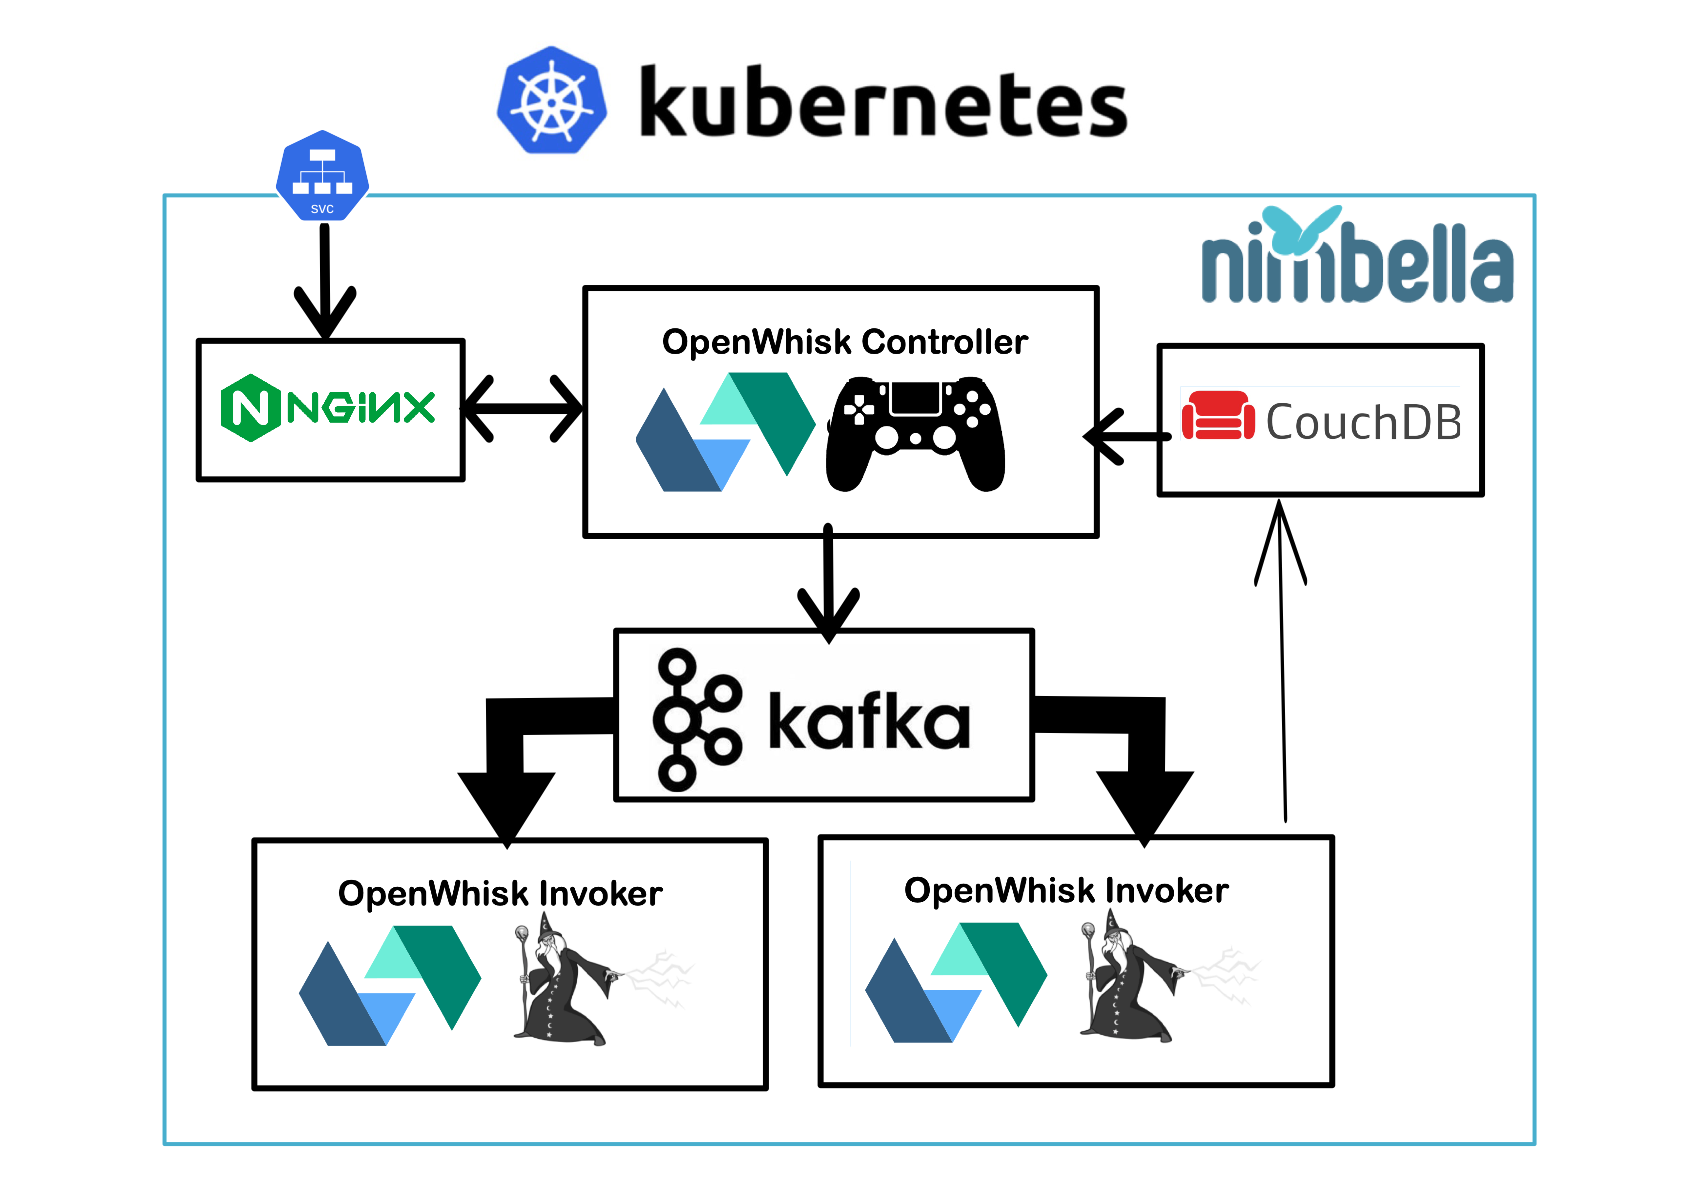 kubernetes
svc
nimbella
OpenWhisk Controller
NGINX
CouchDB
kafka
OpenWhisk Invoker
OpenWhisk Invoker